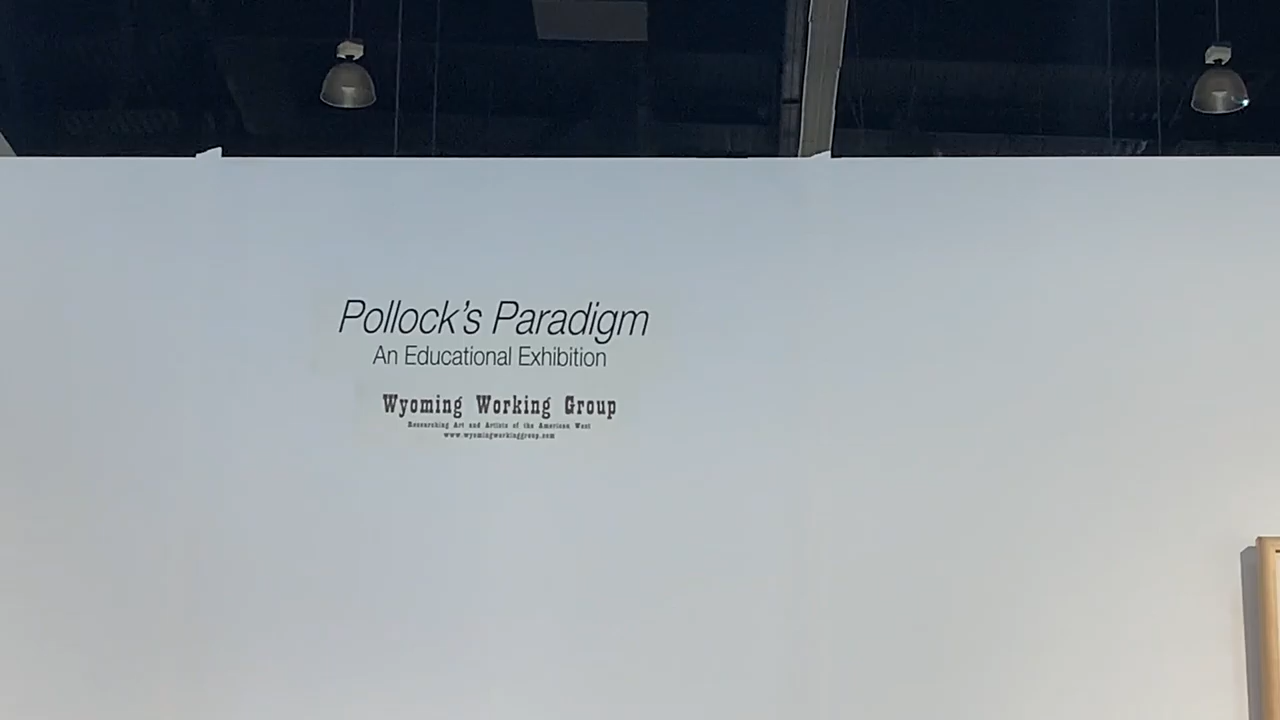 Pollock's Paradigm
An Educational Exhibition
Wyoming Working Group
Researching Art and Artists of the American West
www.wyomingworkinggroup.com